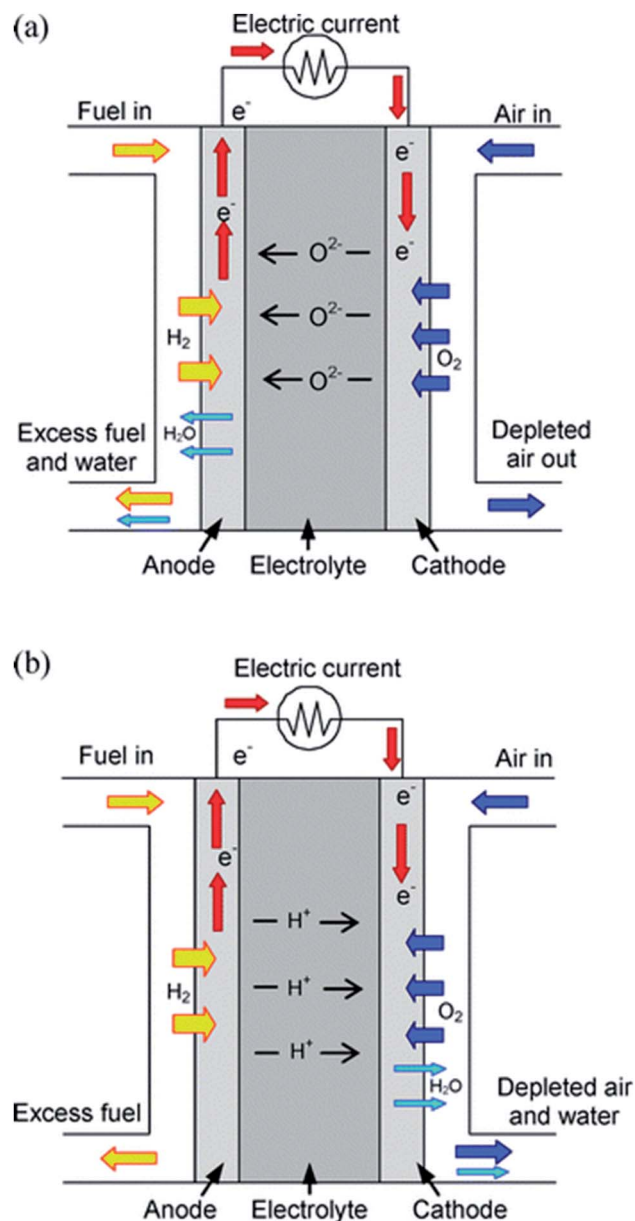 (a)
Electric current
Fuel in
e⁻
Air in
e⁻
e⁻
e⁻
O²⁻
O²⁻
O²⁻
H₂
O₂
H₂O
Excess fuel
and water
Depleted
air out
Anode
Electrolyte
Cathode
(b)
Electric current
Fuel in
e⁻
Air in
e⁻
e⁻
e⁻
H⁺
H⁺
H⁺
H₂
O₂
H₂O
Excess fuel
Depleted air
and water
Anode
Electrolyte
Cathode